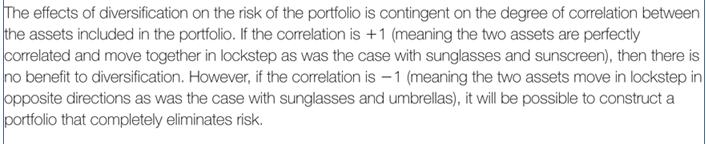 The effects of diversification on the risk of the portfolio is contingent on the degree of correlation between
the assets included in the portfolio. If the correlation is +1 (meaning the two assets are perfectly
correlated and move together in lockstep as was the case with sunglasses and sunscreen), then there is
no benefit to diversification. However, if the correlation is −1 (meaning the two assets move in lockstep in
opposite directions as was the case with sunglasses and umbrellas), it will be possible to construct a
portfolio that completely eliminates risk.